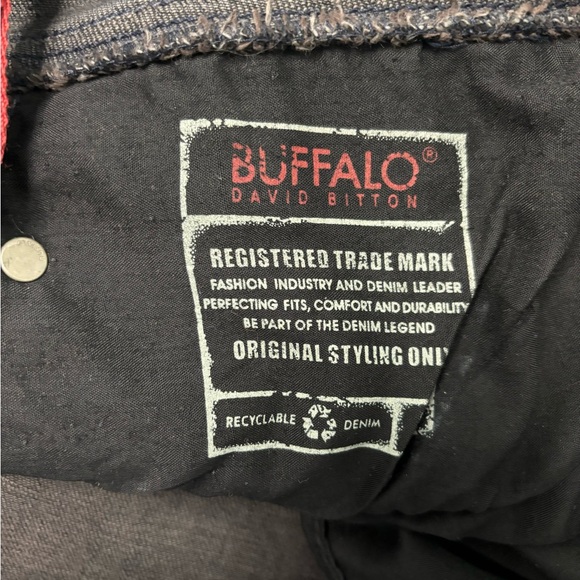 BUFFALO®
DAVID BITTON
REGISTERED TRADE MARK
FASHION INDUSTRY AND DENIM LEADER
PERFECTING FITS, COMFORT AND DURABILITY
BE PART OF THE DENIM LEGEND
ORIGINAL STYLING ONLY
RECYCLABLE DENIM